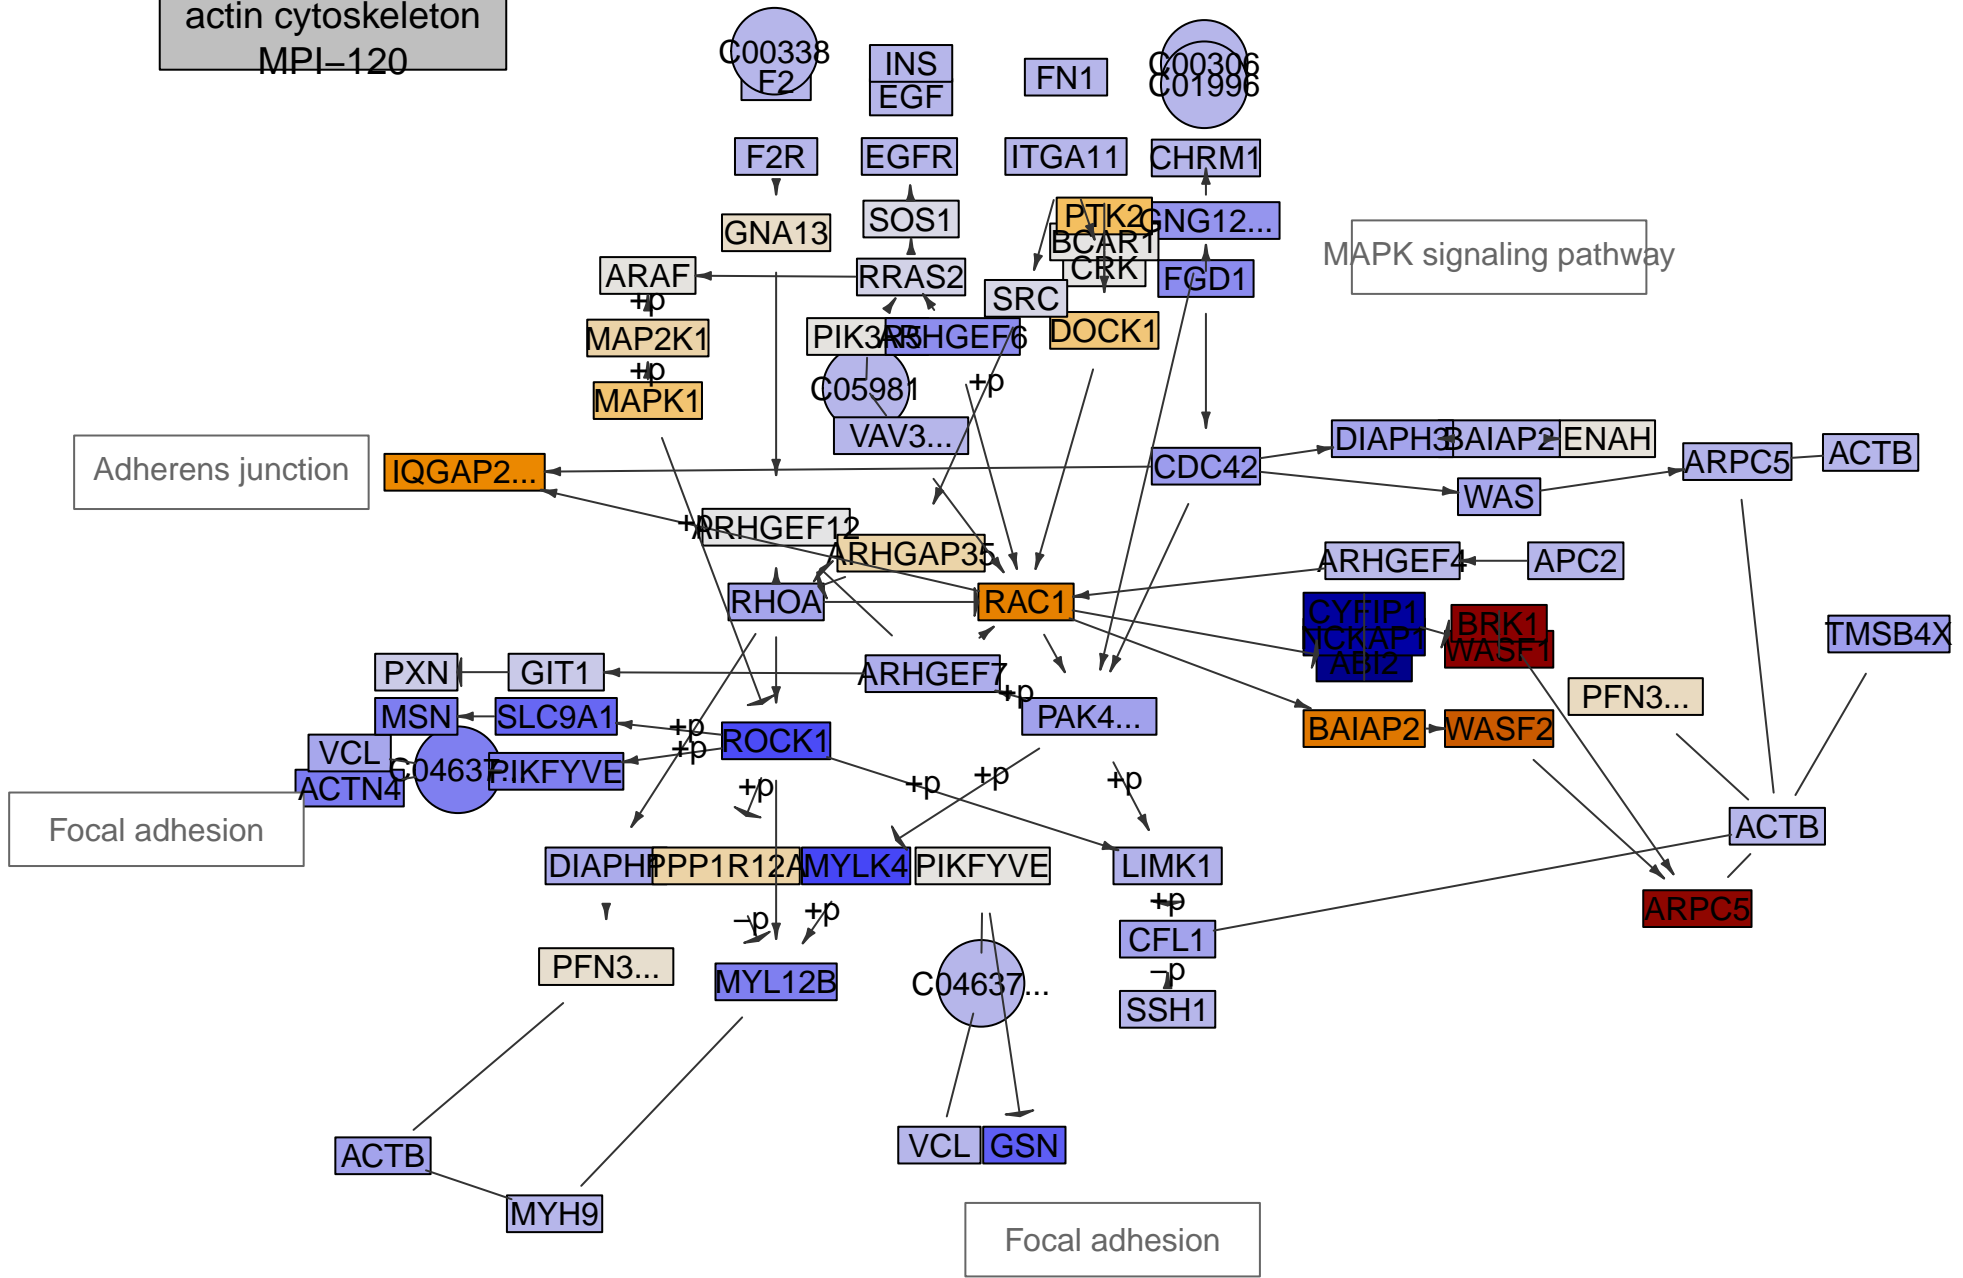 actin cytoskeleton
MPI−120
C00338
F2
INS
EGF
FN1
C00306
C01996
F2R
EGFR
ITGA11
CHRM1
GNA13
SOS1
PTK2
GNG12...
BCAR1
CRK
MAPK signaling pathway
ARAF
RRAS2
SRC
FGD1
+p
MAP2K1
ARHGEF6
DOCK1
+p
MAPK1
C05981
+p
VAV3...
Adherens junction
IQGAP2...
CDC42
DIAPH3
BAIAP2
ENAH
ARPC5
ACTB
WAS
+p
ARHGEF12
ARHGAP35
ARHGEF4
APC2
RHOA
RAC1
CYFIP1
NCKAP1
ABI2
BRK1
WASF1
TMSB4X
PXN
GIT1
ARHGEF7
+p
PFN3...
MSN
SLC9A1
+p
ROCK1
PAK4...
BAIAP2
WASF2
VCL
C04637...
PIKFYVE
+p
ACTN4
+p
+p
+p
+p
Focal adhesion
ACTB
PPP1R12A
MYLK4
PIKFYVE
LIMK1
−p
+p
+p
ARPC5
CFL1
PFN3...
MYL12B
C04637...
−p
SSH1
ACTB
VCL
GSN
MYH9
Focal adhesion